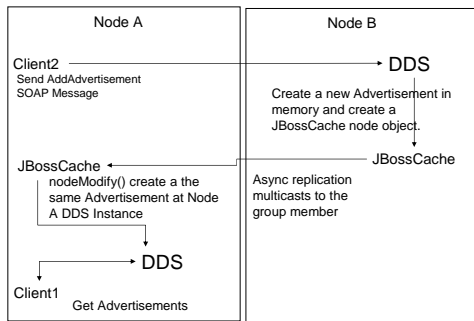 Node A
Client2
Send AddAdvertisement
SOAP Message
JBossCache
nodeModify() create a the
same Advertisement at Node
A DDS Instance
DDS
Client1
Get Advertisements
Node B
DDS
Create a new Advertisement in
memory and create a
JBossCache node object.
JBossCache
Async replication
multicasts to the
group member